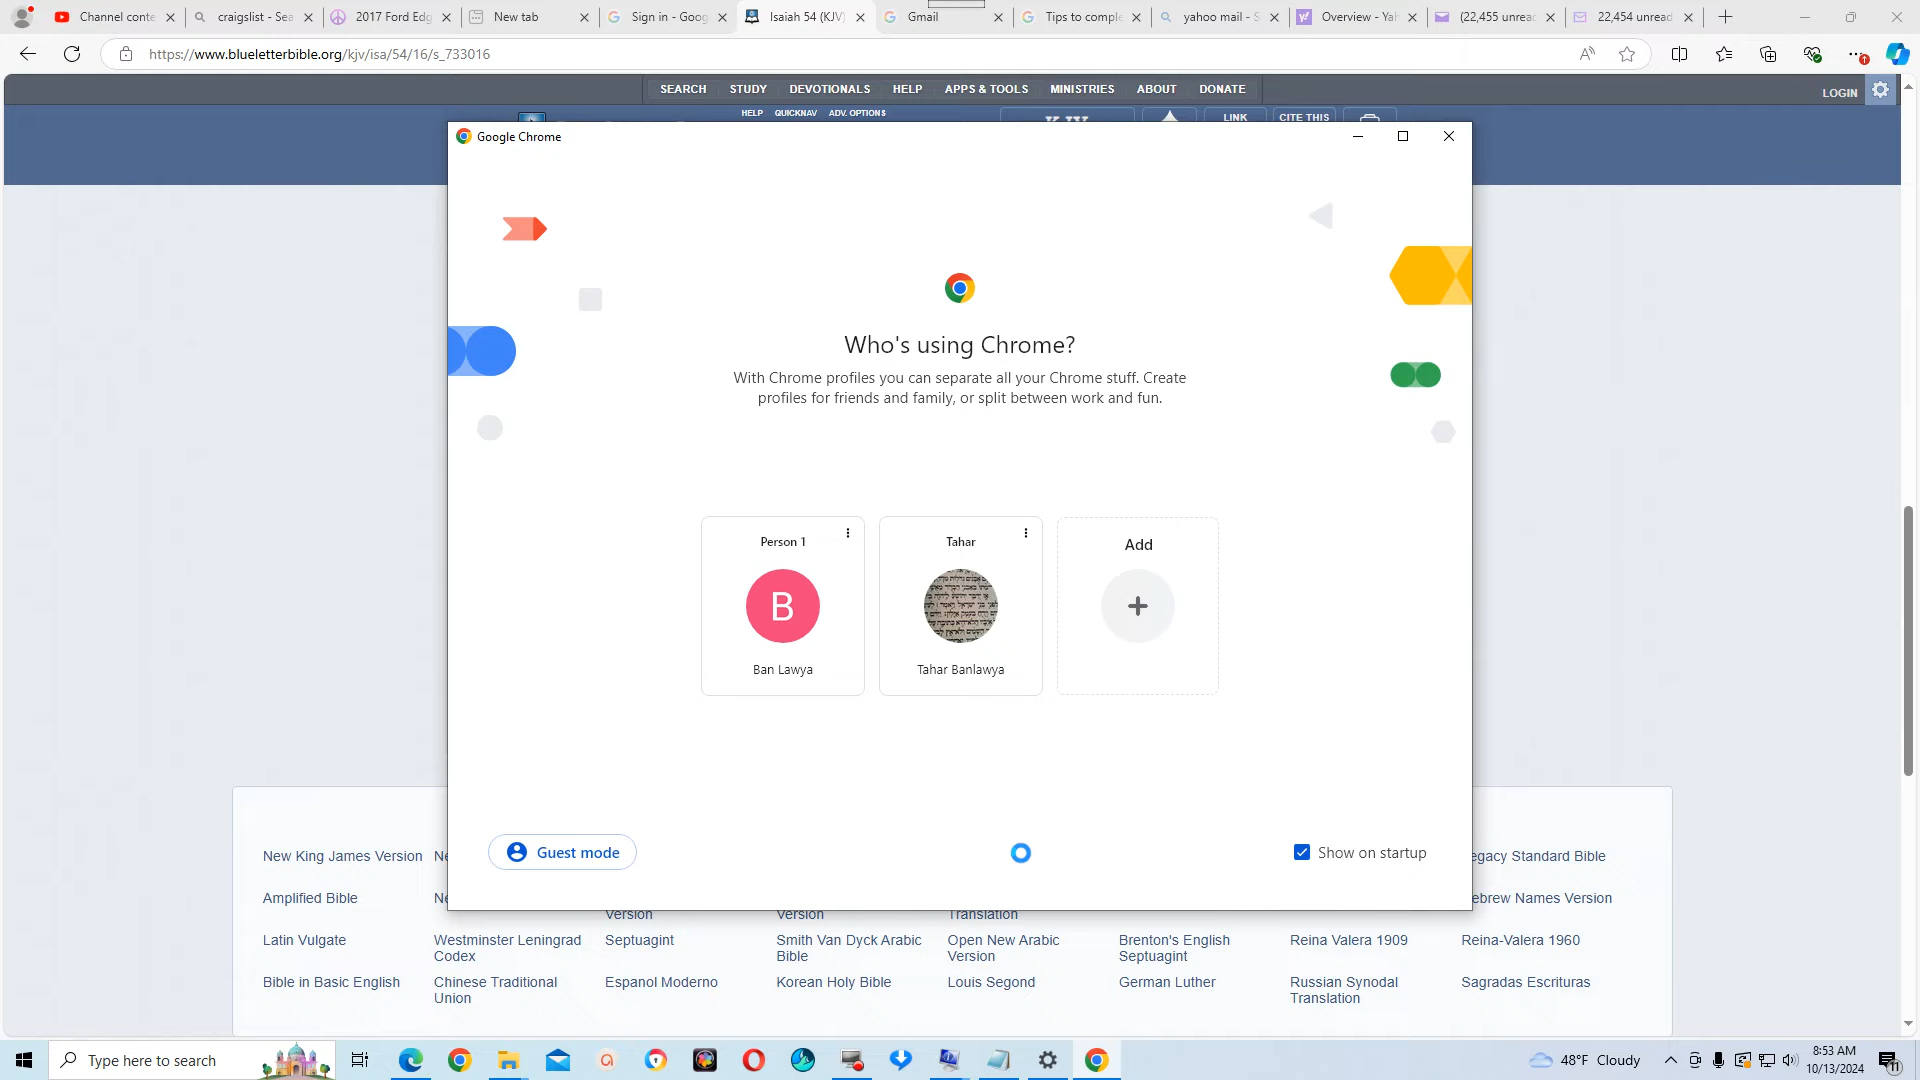 Channel conte
craigslist - Sea
2017 Ford Edg
New tab
Sign in - Goog
Isaiah 54 (KJV)
Gmail
Tips to comple
yahoo mail - S
Overview - Yah
(22,455 unread
22,454 unread
https://www.blueletterbible.org/kjv/isa/54/16/s_733016
SEARCH STUDY DEVOTIONALS HELP APPS & TOOLS MINISTRIES ABOUT DONATE
LOGIN
HELP QUICKNAV ADV. OPTIONS
KJV
LINK
CITE THIS
Google Chrome
Who's using Chrome?
With Chrome profiles you can separate all your Chrome stuff. Create
profiles for friends and family, or split between work and fun.
Person 1
B
Ban Lawya
Tahar
Tahar Banlawya
Add
Guest mode
Show on startup
New King James Version Ne
egacy Standard Bible
Amplified Bible Ne
Version
Version
Translation
ebrew Names Version
Latin Vulgate
Westminster Leningrad
Codex
Septuagint
Smith Van Dyck Arabic
Bible
Open New Arabic
Version
Brenton's English
Septuagint
Reina Valera 1909
Reina-Valera 1960
Bible in Basic English
Chinese Traditional
Union
Espanol Moderno
Korean Holy Bible
Louis Segond
German Luther
Russian Synodal
Translation
Sagradas Escrituras
Type here to search
48°F Cloudy
8:53 AM
10/13/2024
11